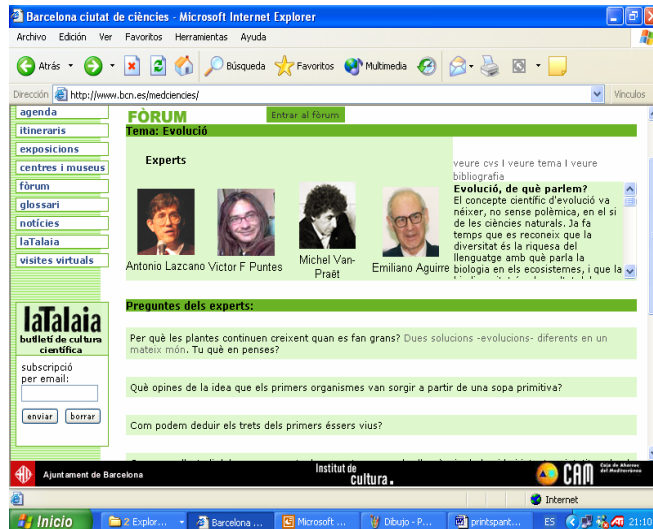 Barcelona ciutat de ciències - Microsoft Internet Explorer
Archivo Edición Ver Favoritos Herramientas Ayuda
Atrás Búsqueda Favoritos Multimedia
Dirección http://www.bcn.es/medciencies/ Vínculos
agenda
itineraris
exposicions
centres i museus
fòrum
glossari
notícies
laTalaia
visites virtuals
laTalaia
butlletí de cultura
científica
subscripció
per email:
enviar borrar
FÒRUM Entrar al fòrum
Tema: Evolució
Experts
Antonio Lazcano Victor F Puntes Michel Van-
Praët Emiliano Aguirre
veure cvs I veure tema I veure
bibliografia
Evolució, de què parlem?
El concepte científic d'evolució va
néixer, no sense polèmica, en el si
de les ciències naturals. Ja fa
temps que es reconeix que la
diversitat és la riquesa del
llenguatge amb què parla la
biologia en els ecosistemes, i que la
Preguntes dels experts:
Per què les plantes continuen creixent quan es fan grans? Dues solucions -evolucions- diferents en un
mateix món. Tu què en penses?
Què opines de la idea que els primers organismes van sorgir a partir de una sopa primitiva?
Com podem deduir els trets dels primers éssers vius?
Ajuntament de Barcelona
Institut de
cultura.
CAM
Caja de Ahorros
del Mediterráneo
Internet
Inicio 2 Explor... Barcelona ... Microsoft ... Dibujo - P... printspant... ES 21:10